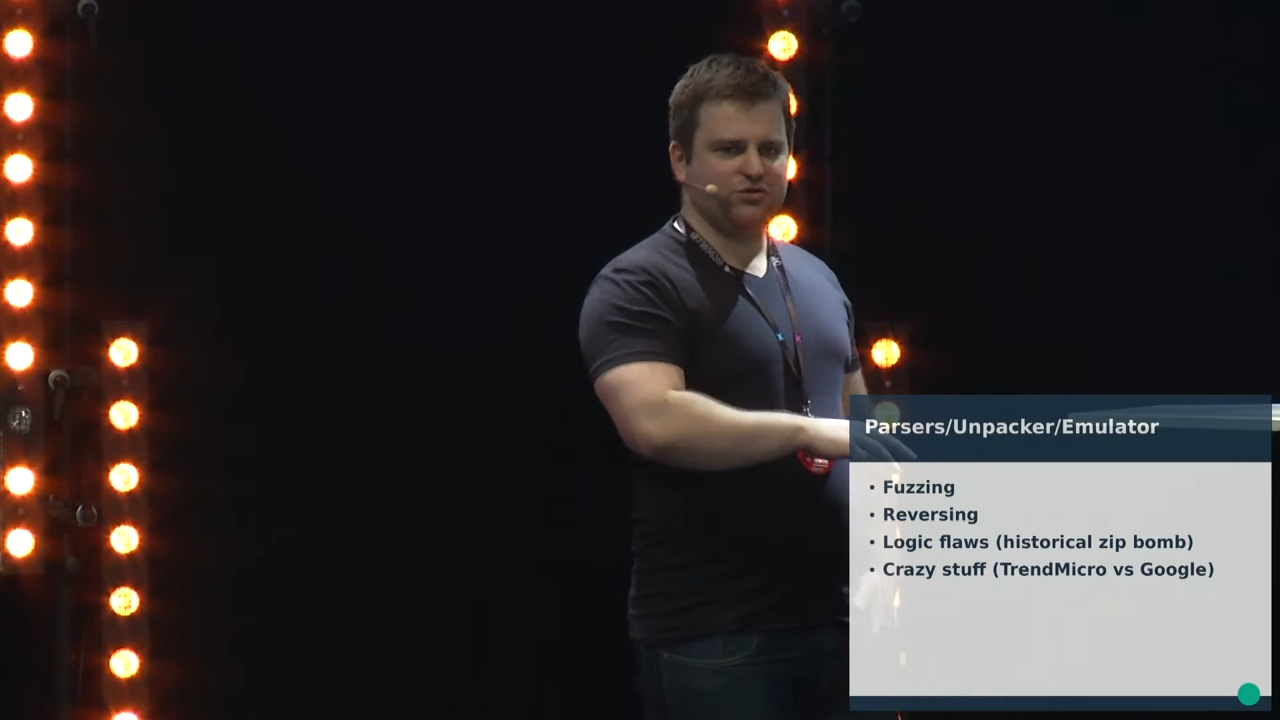 Parsers/Unpacker/Emulator
• Fuzzing
• Reversing
• Logic flaws (historical zip bomb)
• Crazy stuff (TrendMicro vs Google)